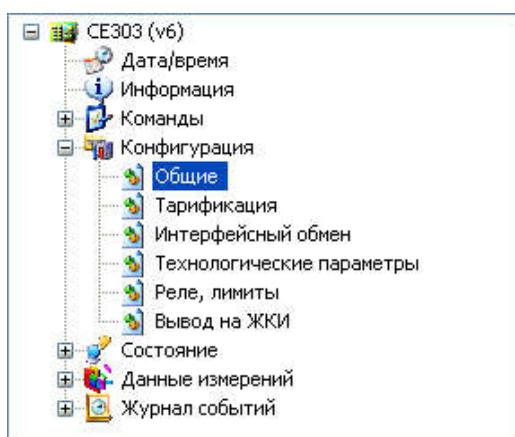 CE303 (v6)
Дата/время
Информация
Команды
Конфигурация
Общие
Тарификация
Интерфейсный обмен
Технологические параметры
Реле, лимиты
Вывод на ЖКИ
Состояние
Данные измерений
Журнал событий